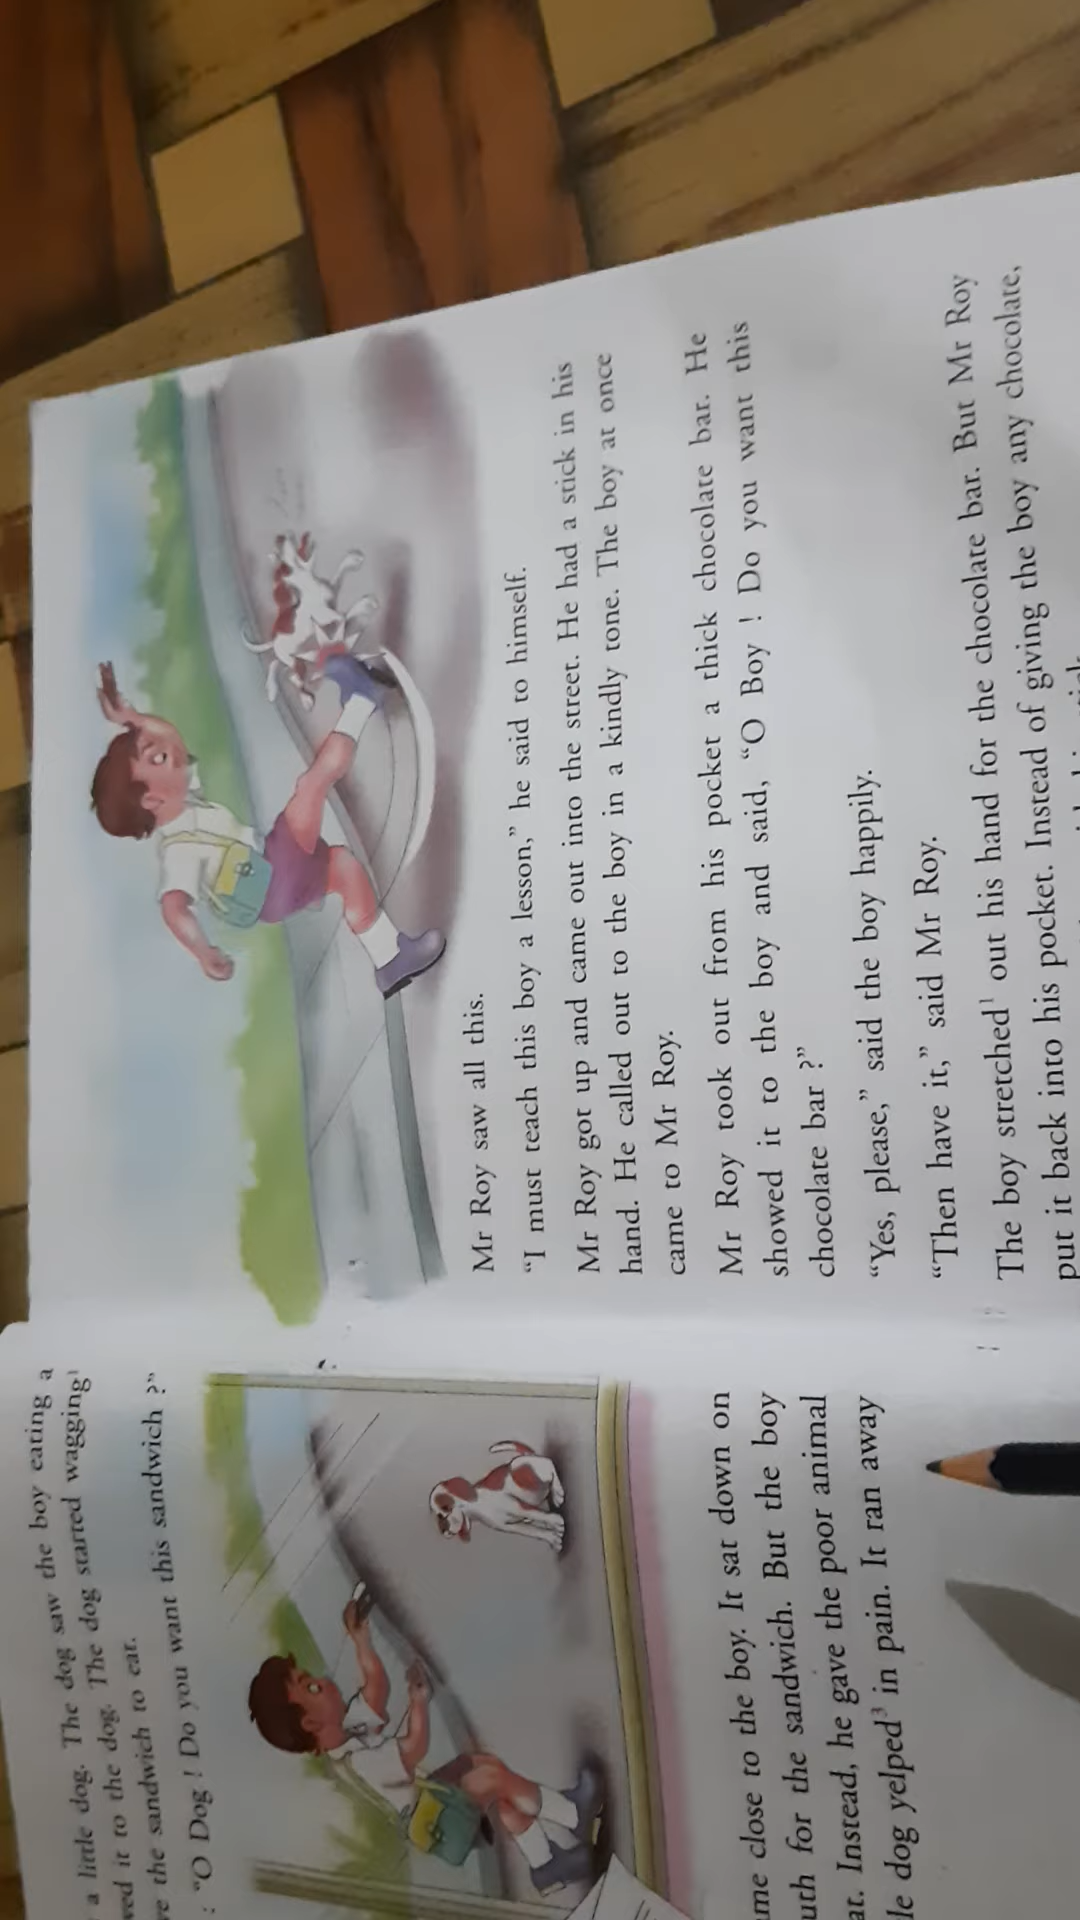 a little dog. The dog saw the boy eating a
it to the dog. The dog started wagging¹
the sandwich to eat.
: “O Dog ! Do you want this sandwich ?”
close to the boy. It sat down on
for the sandwich. But the boy
Instead, he gave the poor animal
dog yelped³ in pain. It ran away
Mr Roy saw all this.
“I must teach this boy a lesson,” he said to himself.
Mr Roy got up and came out into the street. He had a stick in his
hand. He called out to the boy in a kindly tone. The boy at once
came to Mr Roy.
Mr Roy took out from his pocket a thick chocolate bar. He
showed it to the boy and said, “O Boy ! Do you want this
chocolate bar ?”
“Yes, please,” said the boy happily.
“Then have it,” said Mr Roy.
The boy stretched¹ out his hand for the chocolate bar. But Mr Roy
put it back into his pocket. Instead of giving the boy any chocolate,